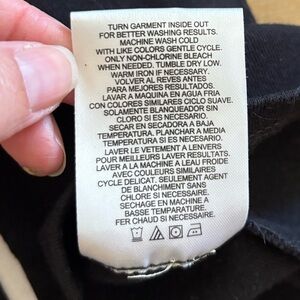 TURN GARMENT INSIDE OUT
FOR BETTER WASHING RESULTS.
MACHINE WASH COLD
WITH LIKE COLORS GENTLE CYCLE.
ONLY NON-CHLORINE BLEACH
WHEN NEEDED. TUMBLE DRY LOW.
WARM IRON IF NECESSARY.
VOLVER AL REVES ANTES
PARA MEJORES RESULTADOS.
LAVAR A MAQUINA EN AGUA FRIA
CON COLORES SIMILARES CICLO SUAVE.
SOLAMENTE BLANQUEADOR SIN
CLORO SI ES NECESARIO.
SECAR EN SECADORA A BAJA
TEMPERATURA. PLANCHAR A MEDIA
TEMPERATURA SI ES NECESARIO.
LAVER LE VETEMENT A L'ENVERS
POUR MEILLEURS LAVER RESULTATS.
LAVER A LA MACHINE A L'EAU FROIDE
AVEC COULEURS SIMILAIRES
CYCLE DELICAT. SEULEMENT AGENT
DE BLANCHIMENT SANS
CHLORE SI NECESSAIRE.
SECHAGE EN MACHINE A
BASSE TEMPARATURE.
FER CHAUD SI NECESSAIRE.